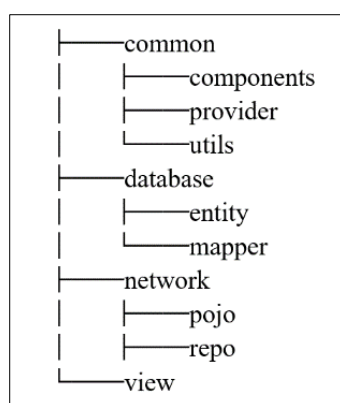 common
components
provider
utils
database
entity
mapper
network
pojo
repo
view